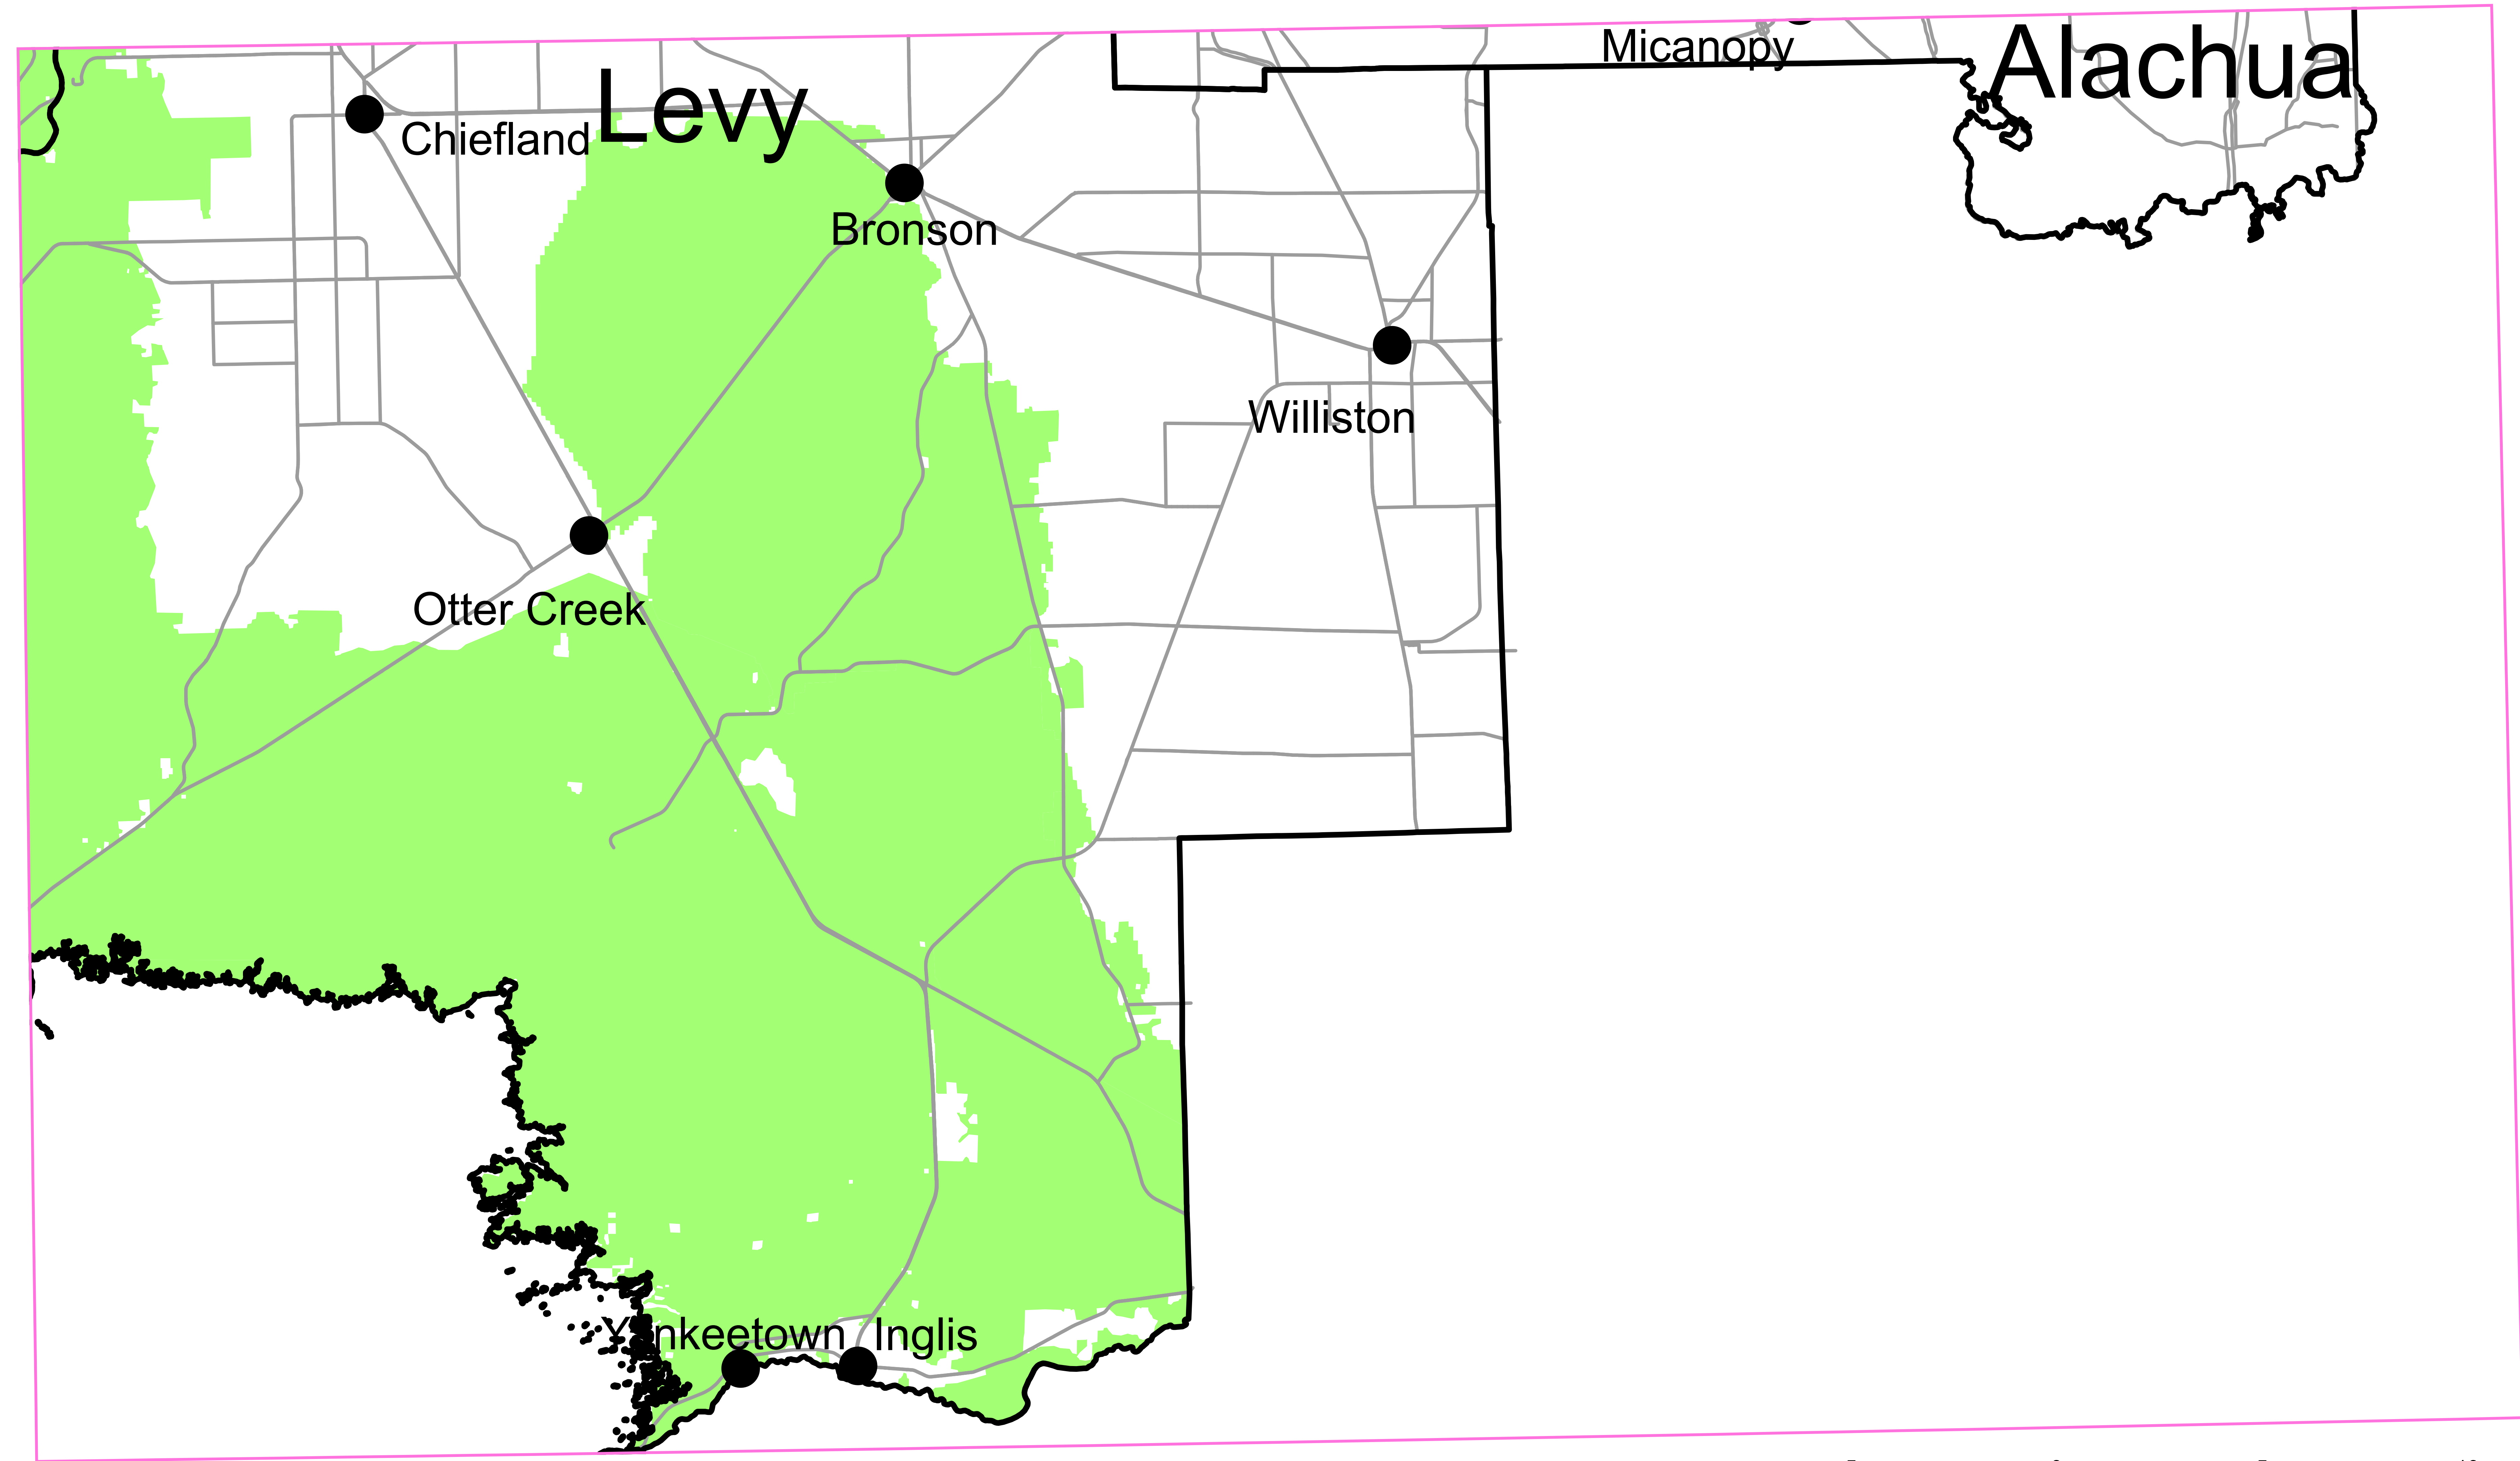 Micanopy
Alachua
Levy
Chiefland
Bronson
Williston
Otter Creek
Yankeetown
Inglis